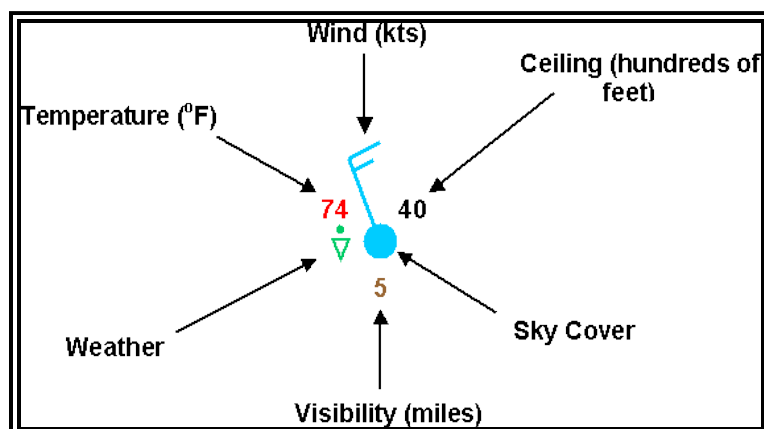 Wind (kts)
Ceiling (hundreds of
feet)
Temperature (°F)
74
40
5
Sky Cover
Weather
Visibility (miles)